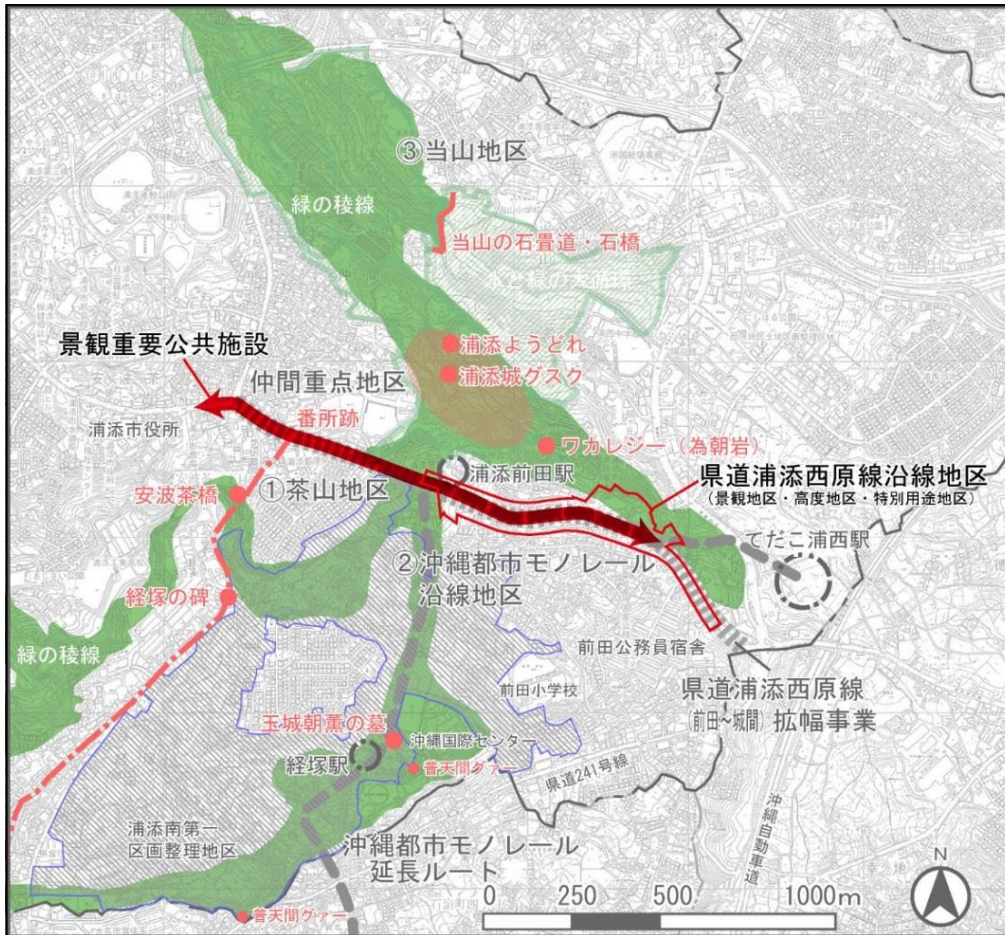 ③当山地区
緑の稜線
当山の石畳道・石橋
水と緑の大循環
浦添ようどれ
景観重要公共施設
浦添城グスク
仲間重点地区
番所跡
浦添市役所
ワカレジー（為朝岩）
浦添前田駅
県道浦添西原線沿線地区
（景観地区・高度地区・特別用途地区）
①茶山地区
安波茶橋
てだこ浦西駅
②沖縄都市モノレール
沿線地区
経塚の碑
前田公務員宿舎
緑の稜線
前田小学校
県道浦添西原線
（前田～城間）拡幅事業
玉城朝薫の墓
沖縄国際センター
経塚駅
普天間グァー
県道241号線
沖縄自動車道
浦添南第一
区画整理地区
沖縄都市モノレール
延長ルート
N
0 250 500 1000m
普天間グァー